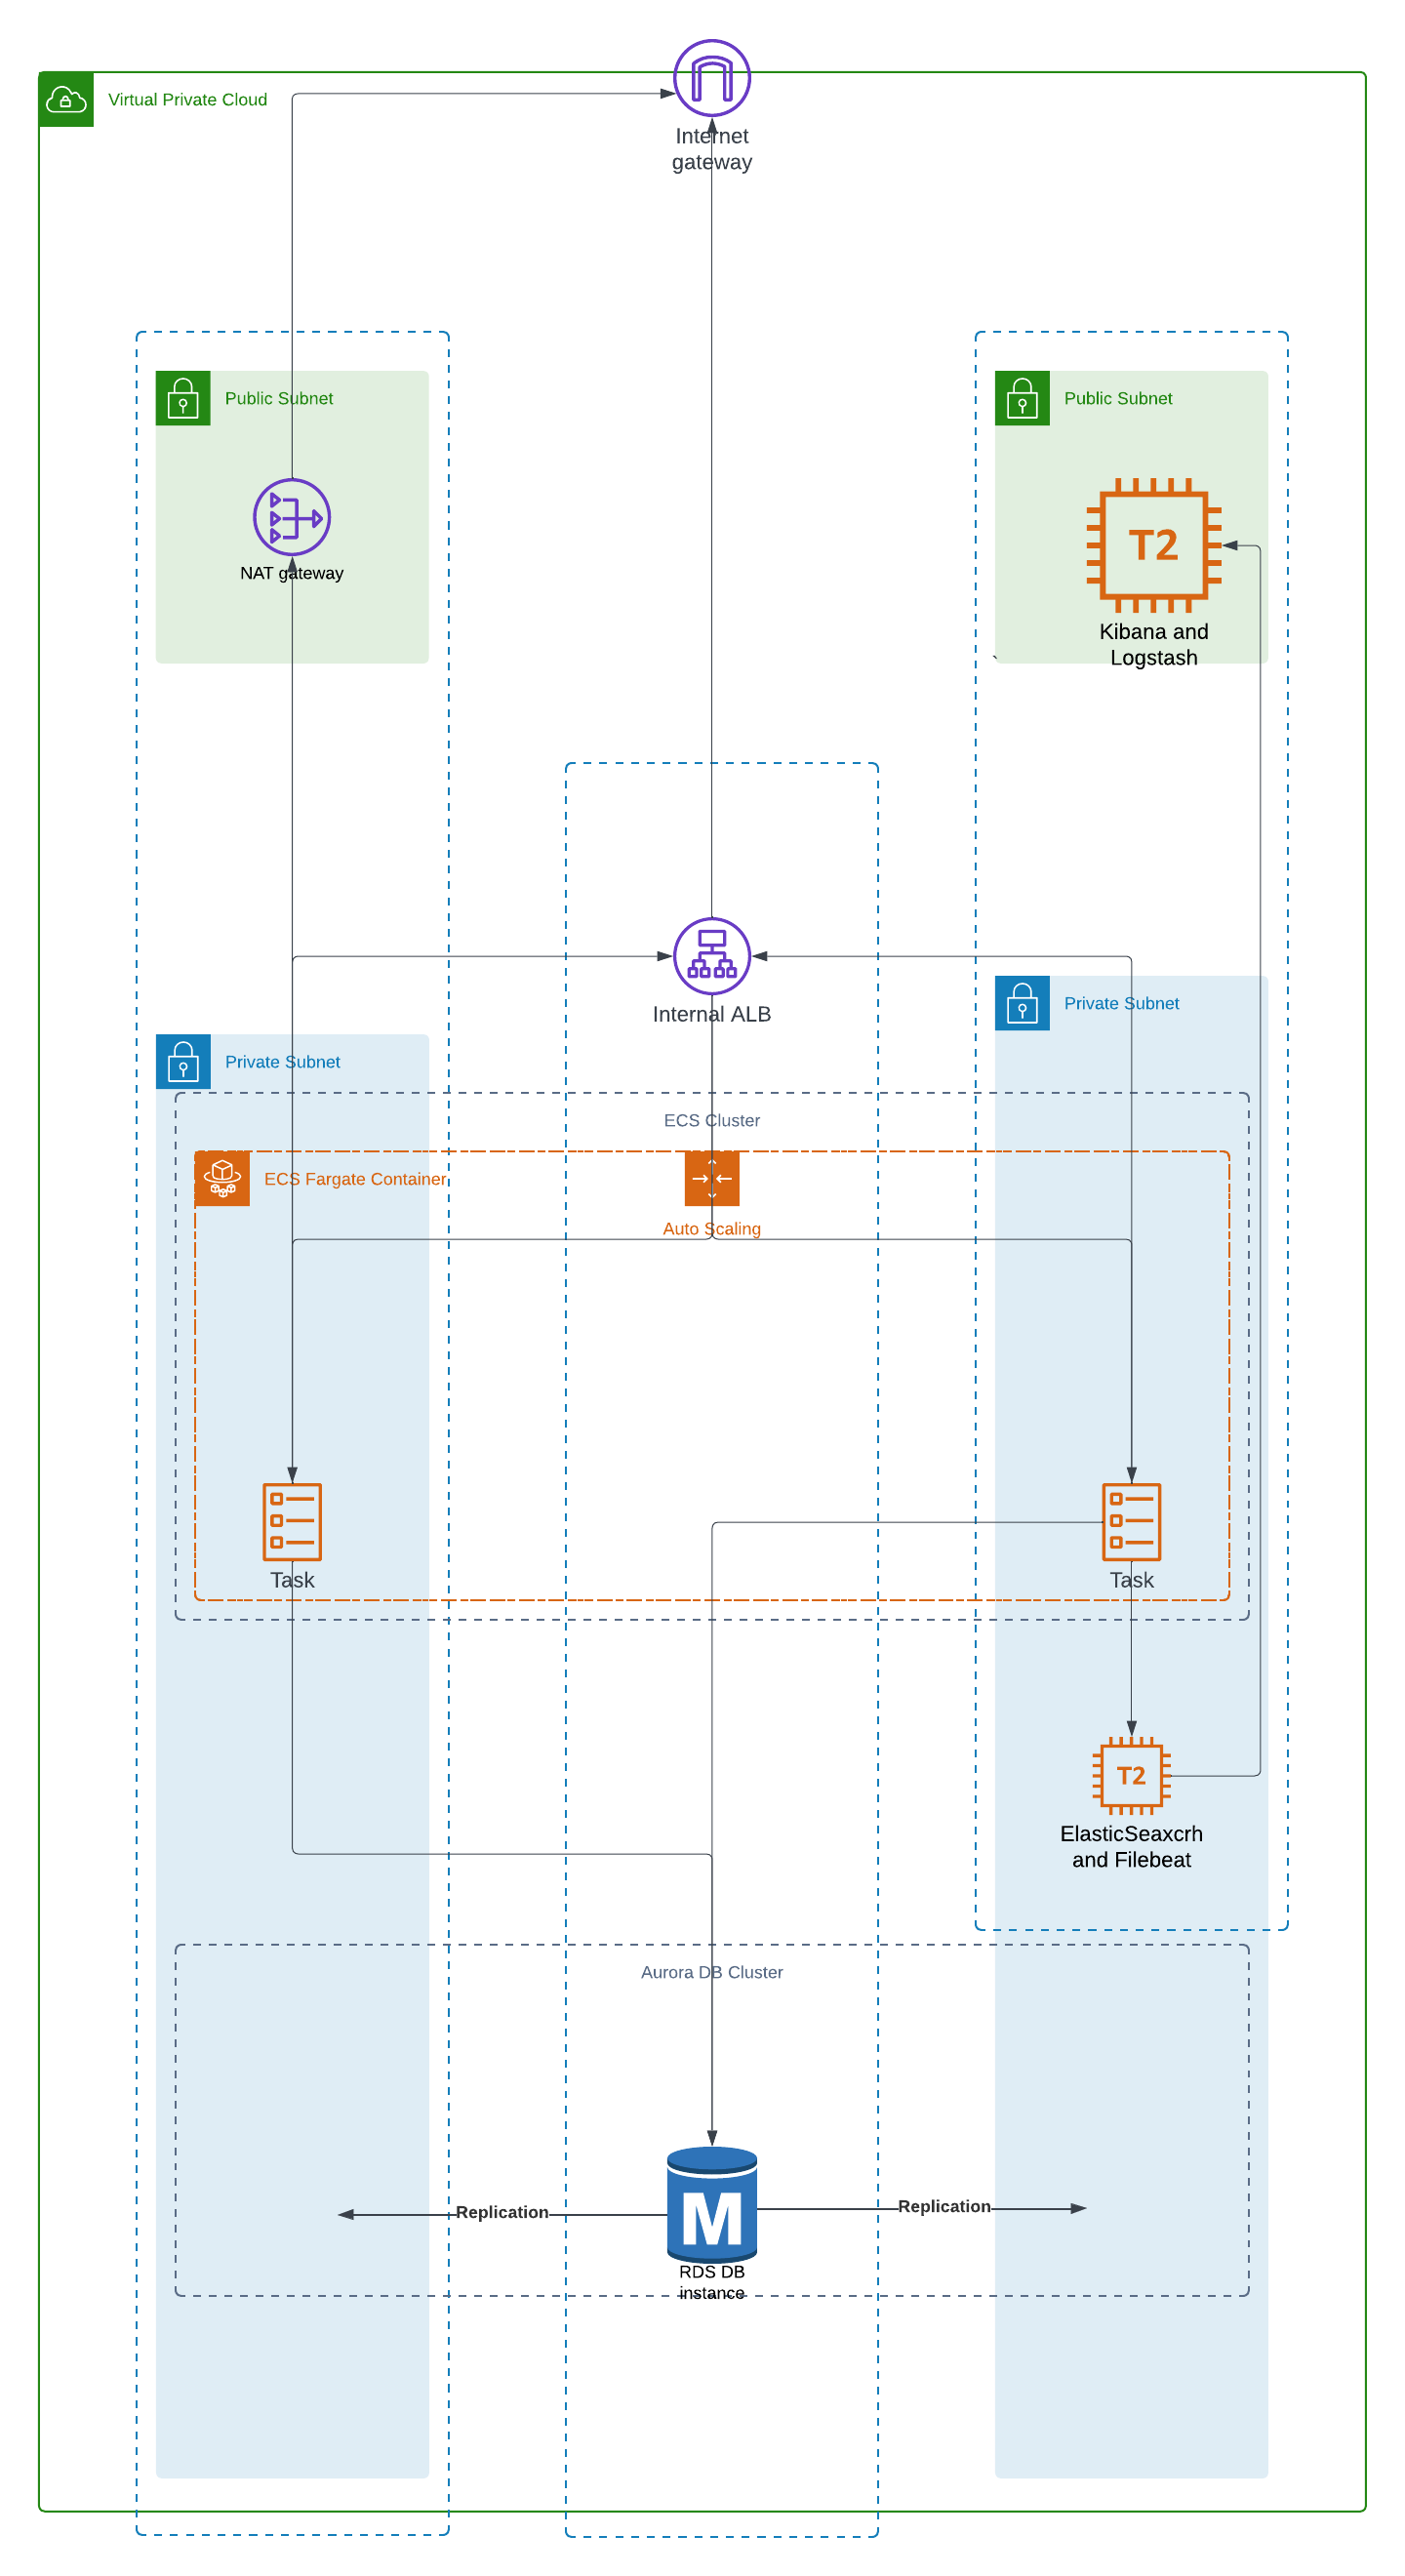 Virtual Private Cloud
Internet
gateway
Public Subnet
Public Subnet
T2
NAT gateway
Kibana and
Logstash
`
Internal ALB
Private Subnet
Private Subnet
ECS Cluster
ECS Fargate Container
Auto Scaling
Task
Task
T2
ElasticSeaxcrh
and Filebeat
Aurora DB Cluster
M
Replication
Replication
RDS DB
instance